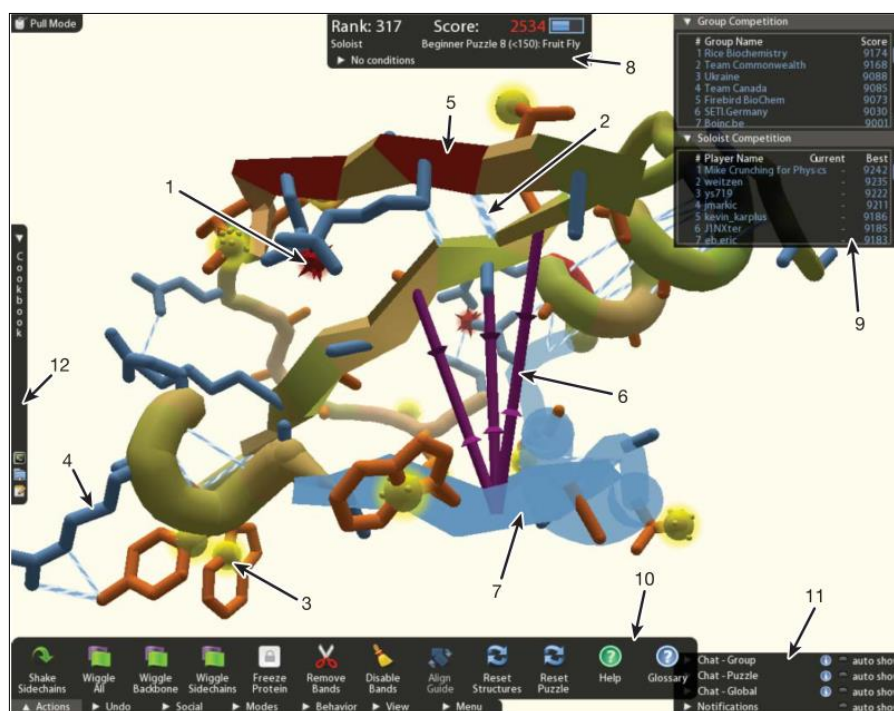 Pull Mode
Rank: 317 Score: 2534
Soloist Beginner Puzzle 8 (<150): Fruit Fly
▶ No conditions
8
▼ Group Competition
# Group Name Score
1 Rice Biochemistry 9174
2 Team Commonwealth 9168
3 Ukraine 9088
4 Team Canada 9085
5 Firebird BioChem 9073
6 SETI.Germany 9030
7 Boinc.be 9001
▼ Soloist Competition
# Player Name Current Best
1 Mike Crunching for Physics - 9242
2 weitzen - 9235
3 ys719 - 9222
4 jmarkic - 9211
5 kevin_karplus - 9186
6 J1NXter - 9185
7 eb.eric - 9183
5
2
1
9
▼ Cookbook
12
6
4
7
3
10
11
Shake Sidechains
Wiggle All
Wiggle Backbone
Wiggle Sidechains
Freeze Protein
Remove Bands
Disable Bands
Align Guide
Reset Structures
Reset Puzzle
Help
Glossary
▶ Chat - Group auto sho
▶ Chat - Puzzle auto sho
▶ Chat - Global auto sho
▶ Notifications auto sho
▲ Actions ▶ Undo ▶ Social ▶ Modes ▶ Behavior ▶ View ▶ Menu